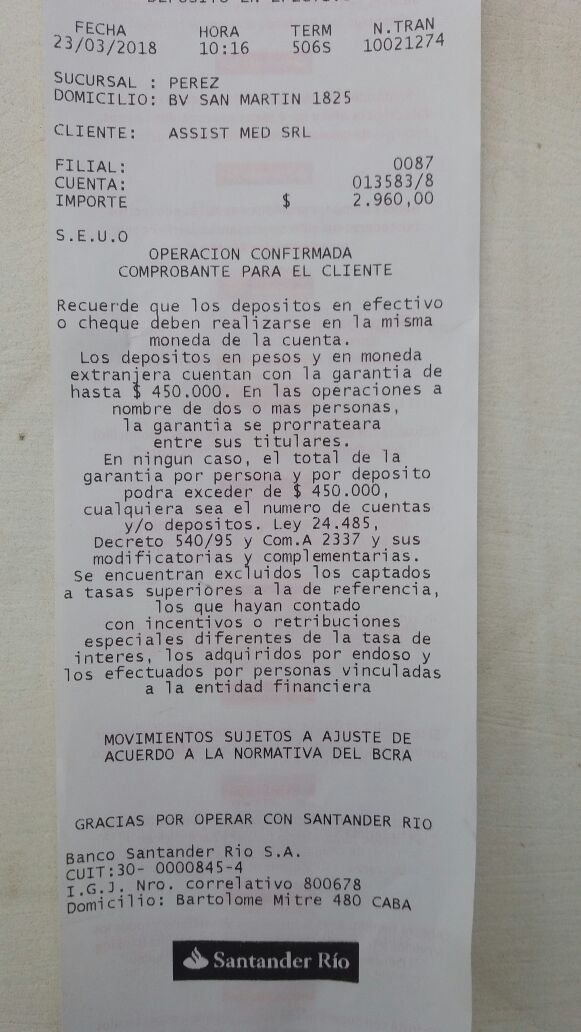 DEPOSITO EN EFECTIVO
FECHA HORA TERM N.TRAN
23/03/2018 10:16 506S 10021274
SUCURSAL : PEREZ
DOMICILIO: BV SAN MARTIN 1825
CLIENTE: ASSIST MED SRL
FILIAL: 0087
CUENTA: 013583/8
IMPORTE $ 2.960,00
S.E.U.O
OPERACION CONFIRMADA
COMPROBANTE PARA EL CLIENTE
Recuerde que los depositos en efectivo
o cheque deben realizarse en la misma
moneda de la cuenta.
Los depositos en pesos y en moneda
extranjera cuentan con la garantia de
hasta $ 450.000. En las operaciones a
nombre de dos o mas personas,
la garantia se prorrateara
entre sus titulares.
En ningun caso, el total de la
garantia por persona y por deposito
podra exceder de $ 450.000,
cualquiera sea el numero de cuentas
y/o depositos. Ley 24.485,
Decreto 540/95 y Com.A 2337 y sus
modificatorias y complementarias.
Se encuentran excluidos los captados
a tasas superiores a la de referencia,
los que hayan contado
con incentivos o retribuciones
especiales diferentes de la tasa de
interes, los adquiridos por endoso y
los efectuados por personas vinculadas
a la entidad financiera
MOVIMIENTOS SUJETOS A AJUSTE DE
ACUERDO A LA NORMATIVA DEL BCRA
GRACIAS POR OPERAR CON SANTANDER RIO
Banco Santander Rio S.A.
CUIT:30- 0000845-4
I.G.J. Nro. correlativo 800678
Domicilio: Bartolome Mitre 480 CABA
Santander Río